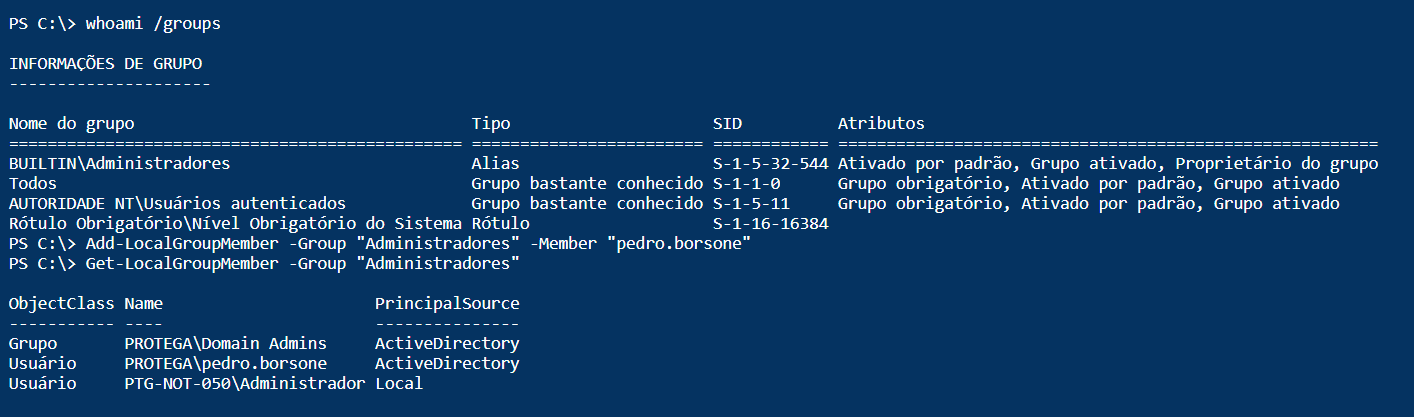 PS C:\> whoami /groups
INFORMAÇÕES DE GRUPO
---------------------
Nome do grupo Tipo SID Atributos
=============================================== ======================== ============ ========================================================
BUILTIN\Administradores Alias S-1-5-32-544 Ativado por padrão, Grupo ativado, Proprietário do grupo
Todos Grupo bastante conhecido S-1-1-0 Grupo obrigatório, Ativado por padrão, Grupo ativado
AUTORIDADE NT\Usuários autenticados Grupo bastante conhecido S-1-5-11 Grupo obrigatório, Ativado por padrão, Grupo ativado
Rótulo Obrigatório\Nível Obrigatório do Sistema Rótulo S-1-16-16384
PS C:\> Add-LocalGroupMember -Group "Administradores" -Member "pedro.borsone"
PS C:\> Get-LocalGroupMember -Group "Administradores"
ObjectClass Name PrincipalSource
----------- ---- ---------------
Grupo PROTEGA\Domain Admins ActiveDirectory
Usuário PROTEGA\pedro.borsone ActiveDirectory
Usuário PTG-NOT-050\Administrador Local